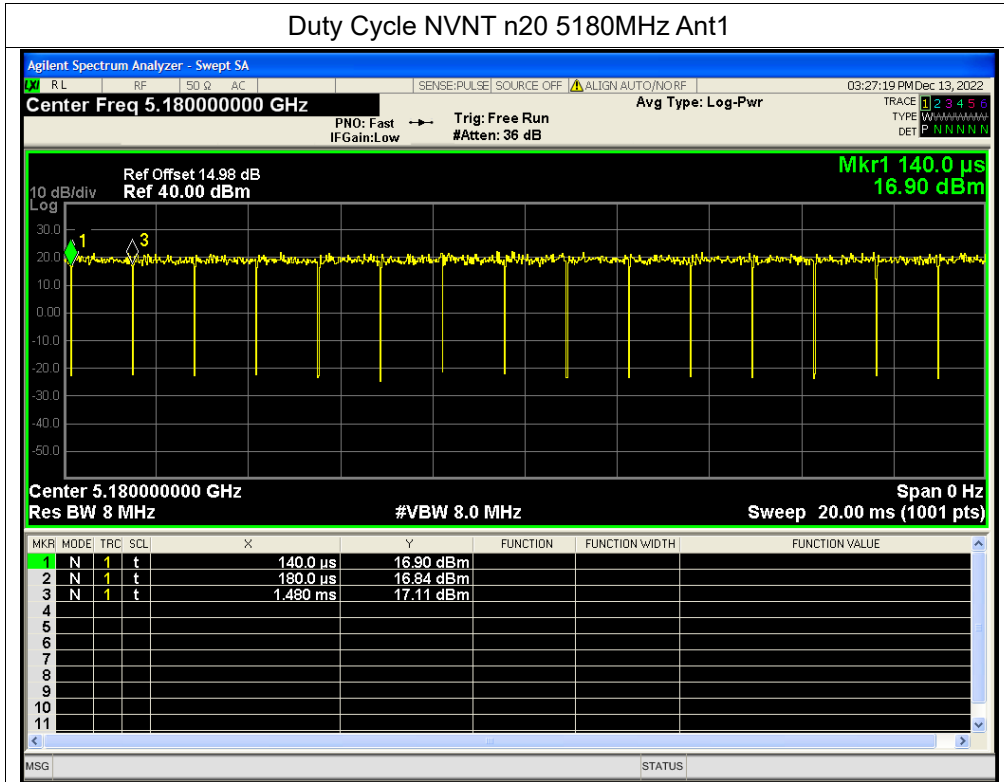 Duty Cycle NVNT n20 5180MHz Ant1
Agilent Spectrum Analyzer - Swept SA
LXI RL RF 50 Ω AC SENSE:PULSE SOURCE OFF ALIGN AUTO/NORF 03:27:19 PM Dec 13, 2022
Center Freq 5.180000000 GHz Avg Type: Log-Pwr TRACE 1 2 3 4 5 6
PNO: Fast Trig: Free Run TYPE WWWWWW
IFGain:Low #Atten: 36 dB DET P N N N N N
Mkr1 140.0 µs
Ref Offset 14.98 dB
10 dB/div Ref 40.00 dBm 16.90 dBm
Log
30.0
1 3
20.0
10.0
0.00
-10.0
-20.0
-30.0
-40.0
-50.0
Center 5.180000000 GHz Span 0 Hz
Res BW 8 MHz #VBW 8.0 MHz Sweep 20.00 ms (1001 pts)
MKR MODE TRC SCL X Y FUNCTION FUNCTION WIDTH FUNCTION VALUE
1 N 1 t 140.0 µs 16.90 dBm
2 N 1 t 180.0 µs 16.84 dBm
3 N 1 t 1.480 ms 17.11 dBm
4
5
6
7
8
9
10
11
MSG STATUS